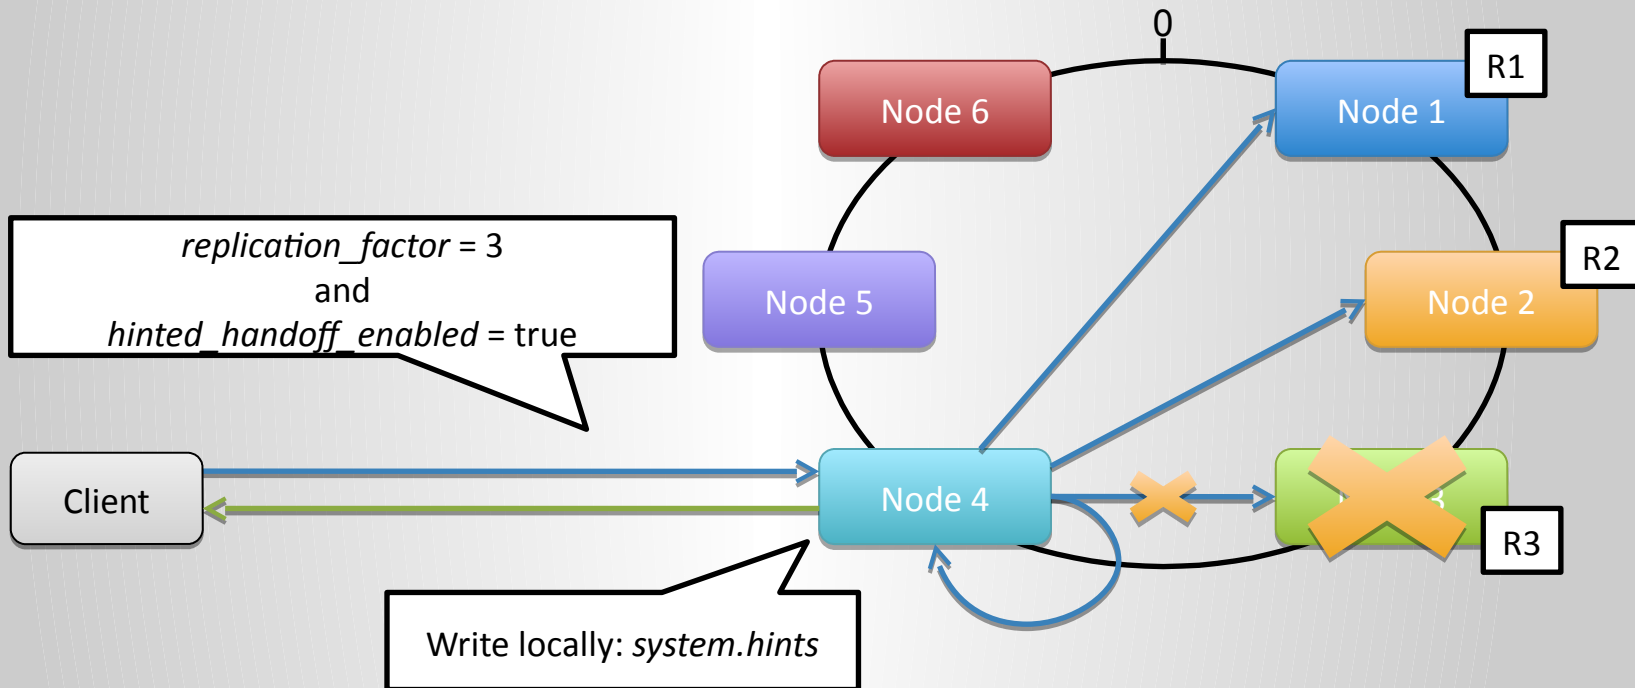 0
R1
Node 6
Node 1
replication_factor = 3
and
hinted_handoff_enabled = true
R2
Node 5
Node 2
Client
Node 4
3
R3
Write locally: system.hints